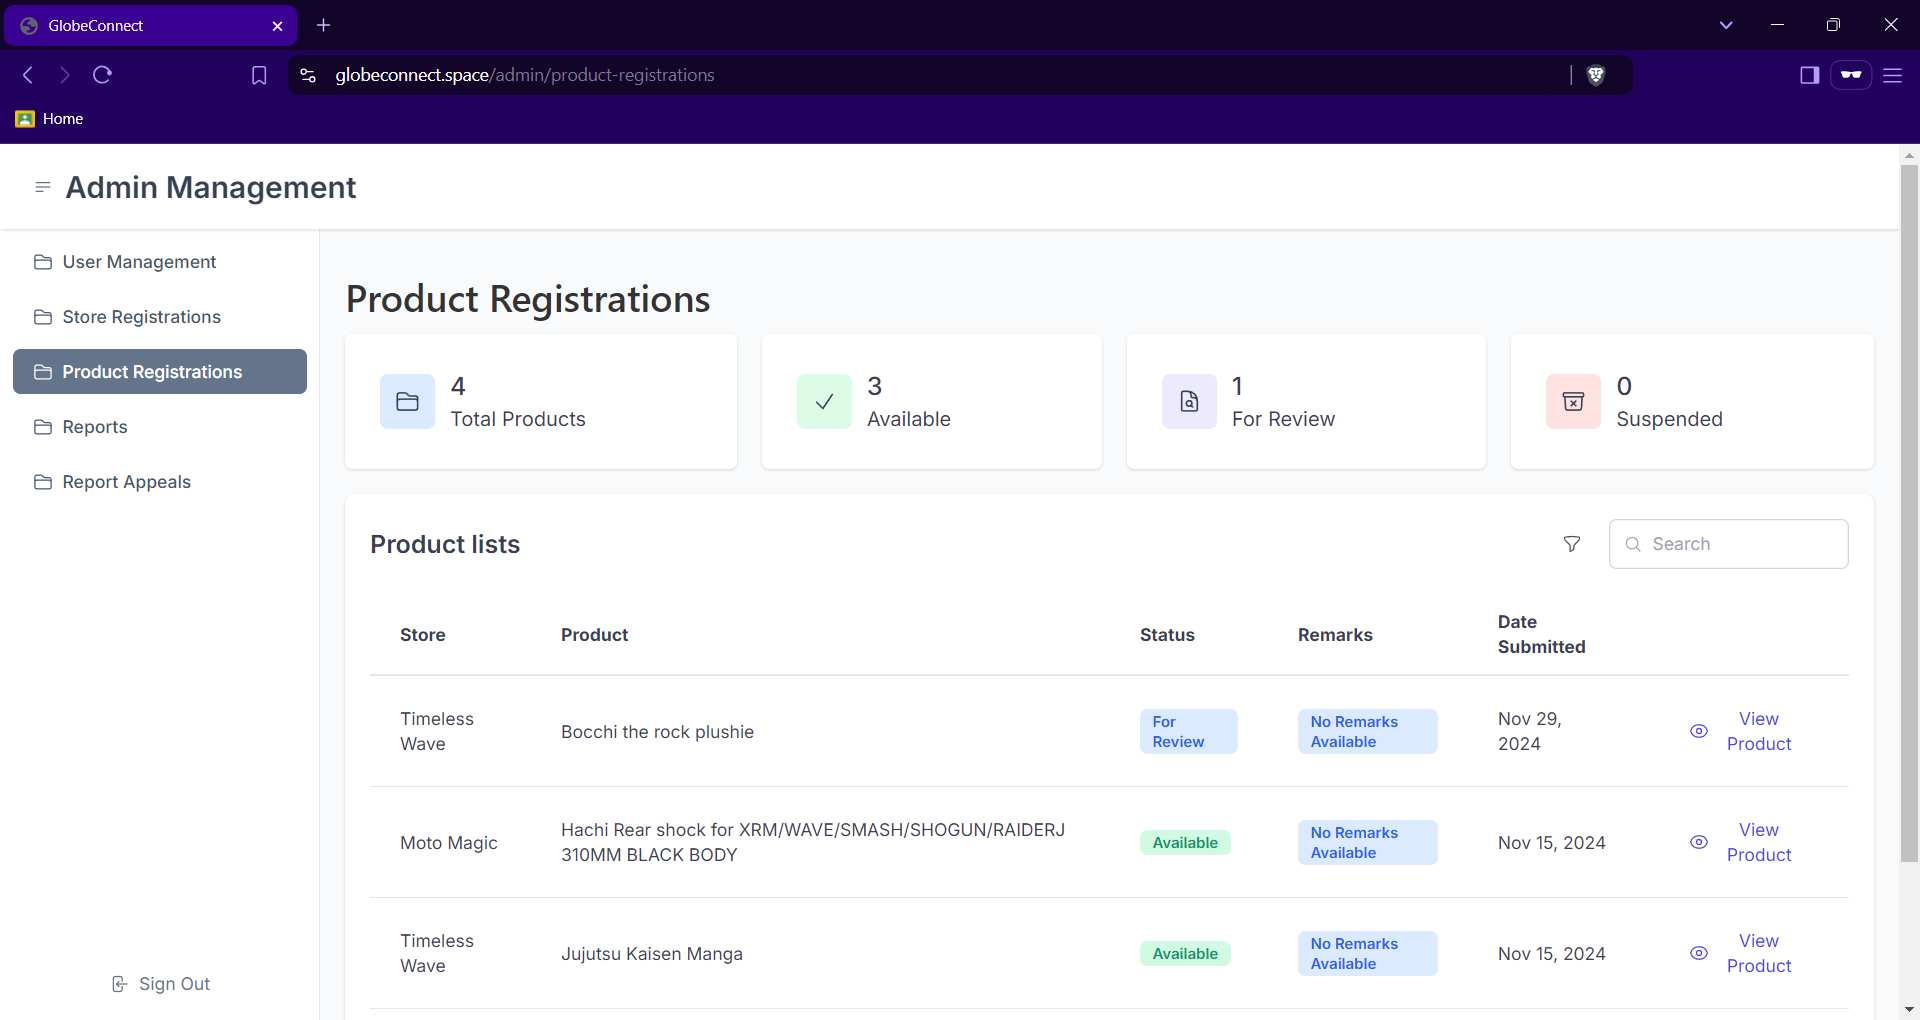 GlobeConnect
globeconnect.space/admin/product-registrations
Home
Admin Management
User Management
Store Registrations
Product Registrations
Reports
Report Appeals
Sign Out
Product Registrations
4
Total Products
3
Available
1
For Review
0
Suspended
Product lists
Search
Store Product Status Remarks Date
Submitted
Timeless
Wave
Bocchi the rock plushie
For
Review
No Remarks
Available
Nov 29,
2024
View
Product
Moto Magic
Hachi Rear shock for XRM/WAVE/SMASH/SHOGUN/RAIDERJ
310MM BLACK BODY
Available
No Remarks
Available
Nov 15, 2024
View
Product
Timeless
Wave
Jujutsu Kaisen Manga
Available
No Remarks
Available
Nov 15, 2024
View
Product